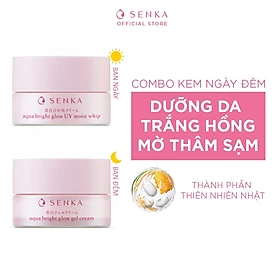 SENKA
OFFICIAL STORE
COMBO KEM NGÀY ĐÊM
DƯỠNG DA
TRẮNG HỒNG
MỜ THÂM SẠM
THÀNH PHẦN
THIÊN NHIÊN NHẬT
BAN NGÀY
SENKA
aqua bright glow UV moist whip
BAN ĐÊM
SENKA
aqua bright glow gel cream